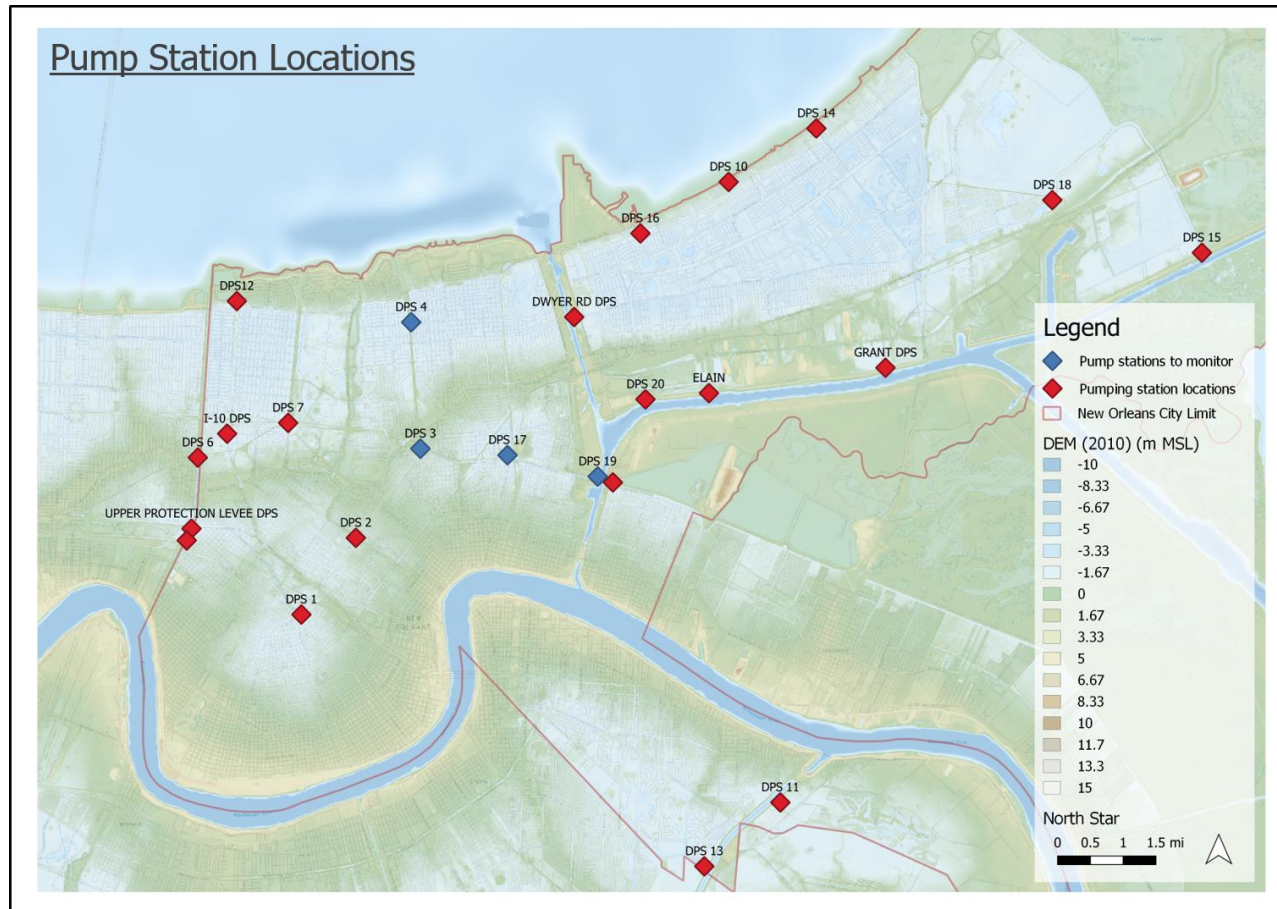 Pump Station Locations
DPS 14
DPS 10
DPS 18
DPS 16
DPS 15
DPS12
DPS 4
DWYER RD DPS
GRANT DPS
ELAIN
DPS 20
DPS 7
I-10 DPS
DPS 3
DPS 17
DPS 6
DPS 19
UPPER PROTECTION LEVEE DPS
DPS 2
DPS 1
NEW
DPS 11
DPS 13
Legend
Pump stations to monitor
Pumping station locations
New Orleans City Limit
DEM (2010) (m MSL)
-10
-8.33
-6.67
-5
-3.33
-1.67
0
1.67
3.33
5
6.67
8.33
10
11.7
13.3
15
North Star
0 0.5 1 1.5 mi